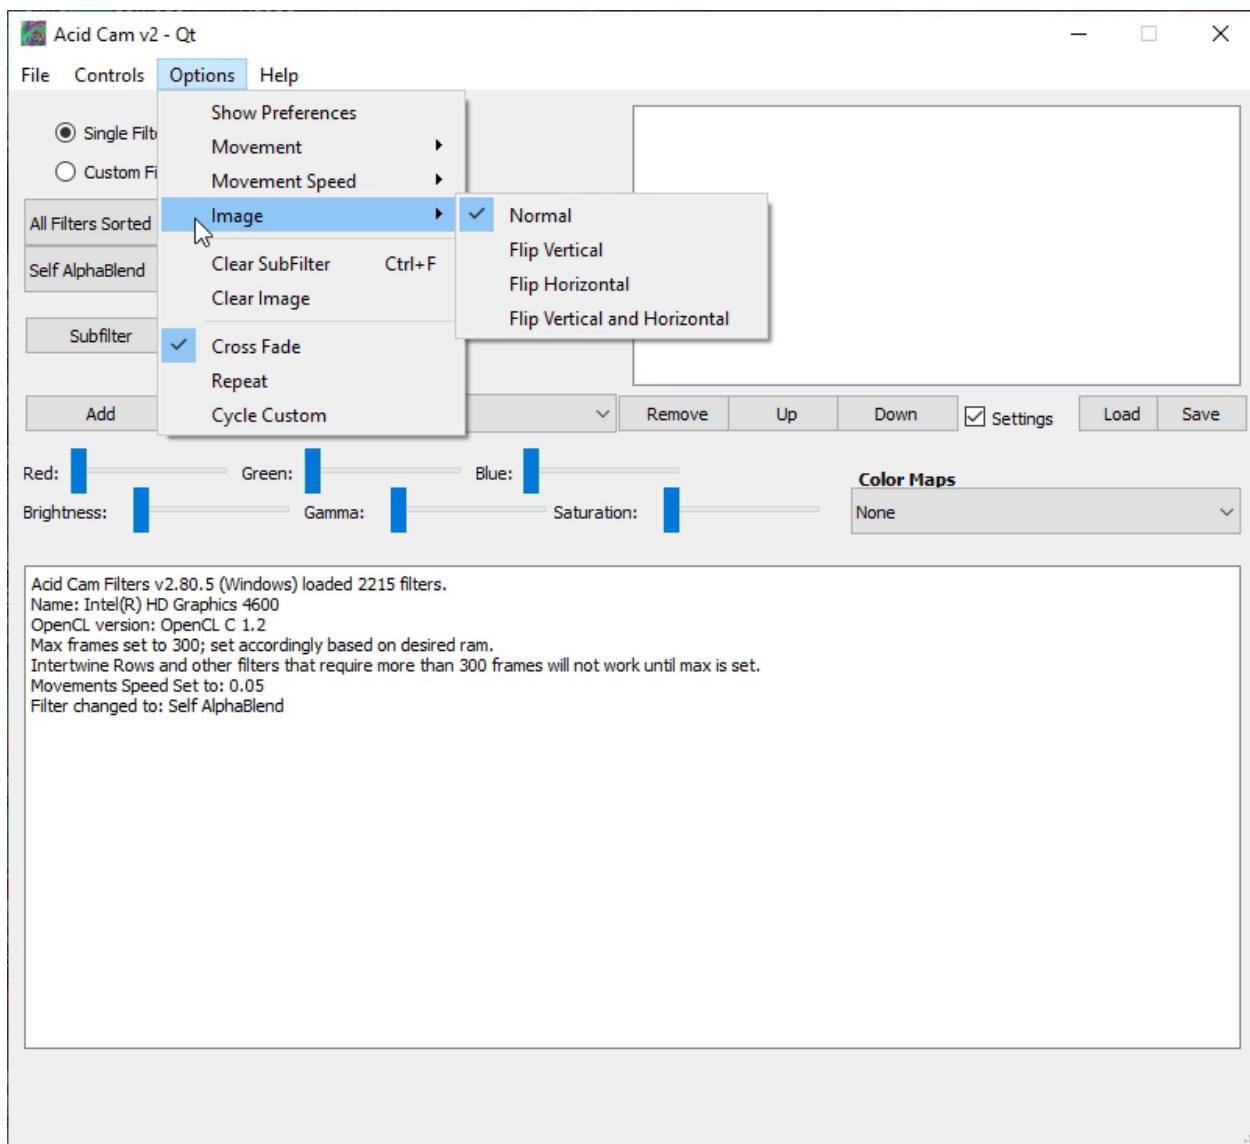 Acid Cam v2 - Qt
File Controls Options Help
Show Preferences
Single Filt
Movement
Custom Fi
Movement Speed
All Filters Sorted
Image
Normal
Flip Vertical
Self AlphaBlend
Clear SubFilter Ctrl+F
Flip Horizontal
Clear Image
Flip Vertical and Horizontal
Subfilter
Cross Fade
Repeat
Add
Cycle Custom
Remove Up Down Settings Load Save
Red: Green: Blue:
Color Maps
Brightness: Gamma: Saturation: None
Acid Cam Filters v2.80.5 (Windows) loaded 2215 filters.
Name: Intel(R) HD Graphics 4600
OpenCL version: OpenCL C 1.2
Max frames set to 300; set accordingly based on desired ram.
Intertwine Rows and other filters that require more than 300 frames will not work until max is set.
Movements Speed Set to: 0.05
Filter changed to: Self AlphaBlend